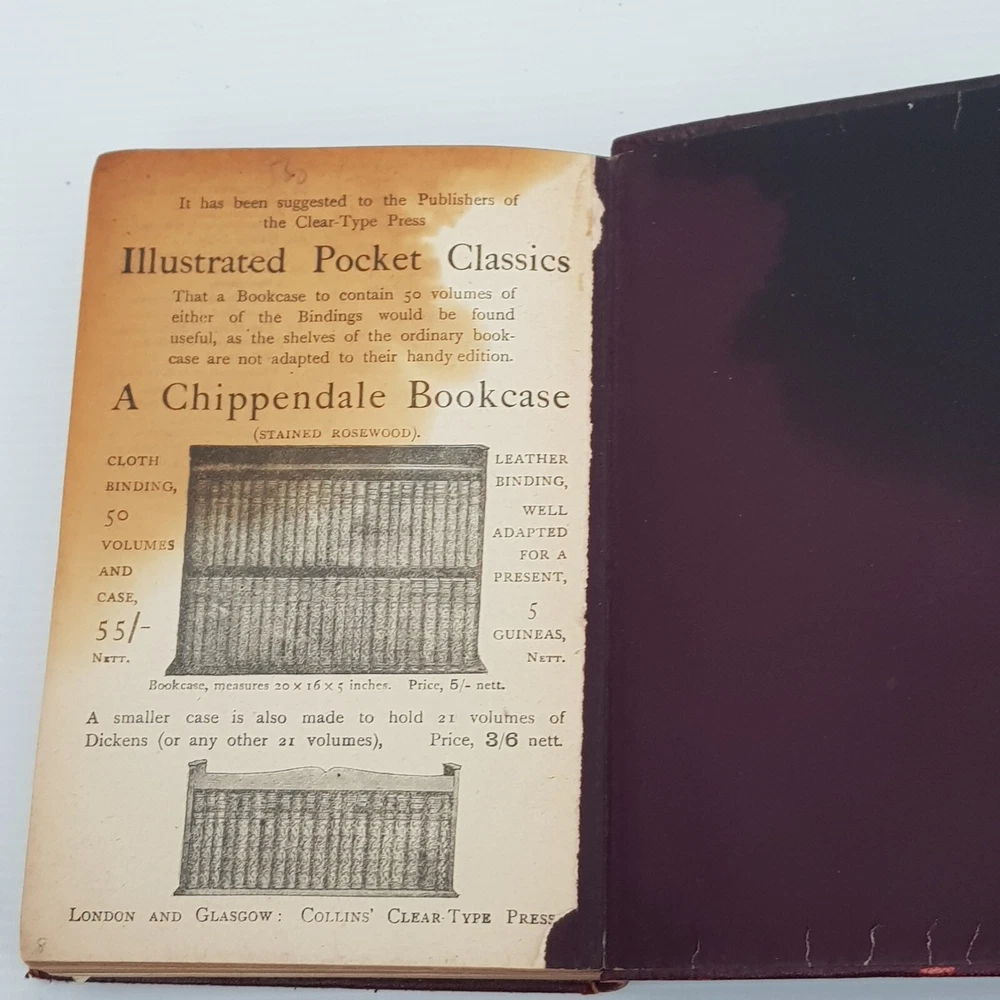 530
It has been suggested to the Publishers of
the Clear-Type Press
Illustrated Pocket Classics
That a Bookcase to contain 50 volumes of
either of the Bindings would be found
useful, as the shelves of the ordinary book-
case are not adapted to their handy edition.
A Chippendale Bookcase
(STAINED ROSEWOOD).
CLOTH
BINDING,
50
VOLUMES
AND
CASE,
55/-
NETT.
LEATHER
BINDING,
WELL
ADAPTED
FOR A
PRESENT,
5
GUINEAS,
NETT.
Bookcase, measures 20 x 16 x 5 inches. Price, 5/- nett.
A smaller case is also made to hold 21 volumes of
Dickens (or any other 21 volumes), Price, 3/6 nett.
LONDON AND GLASGOW: COLLINS' CLEAR-TYPE PRESS
8